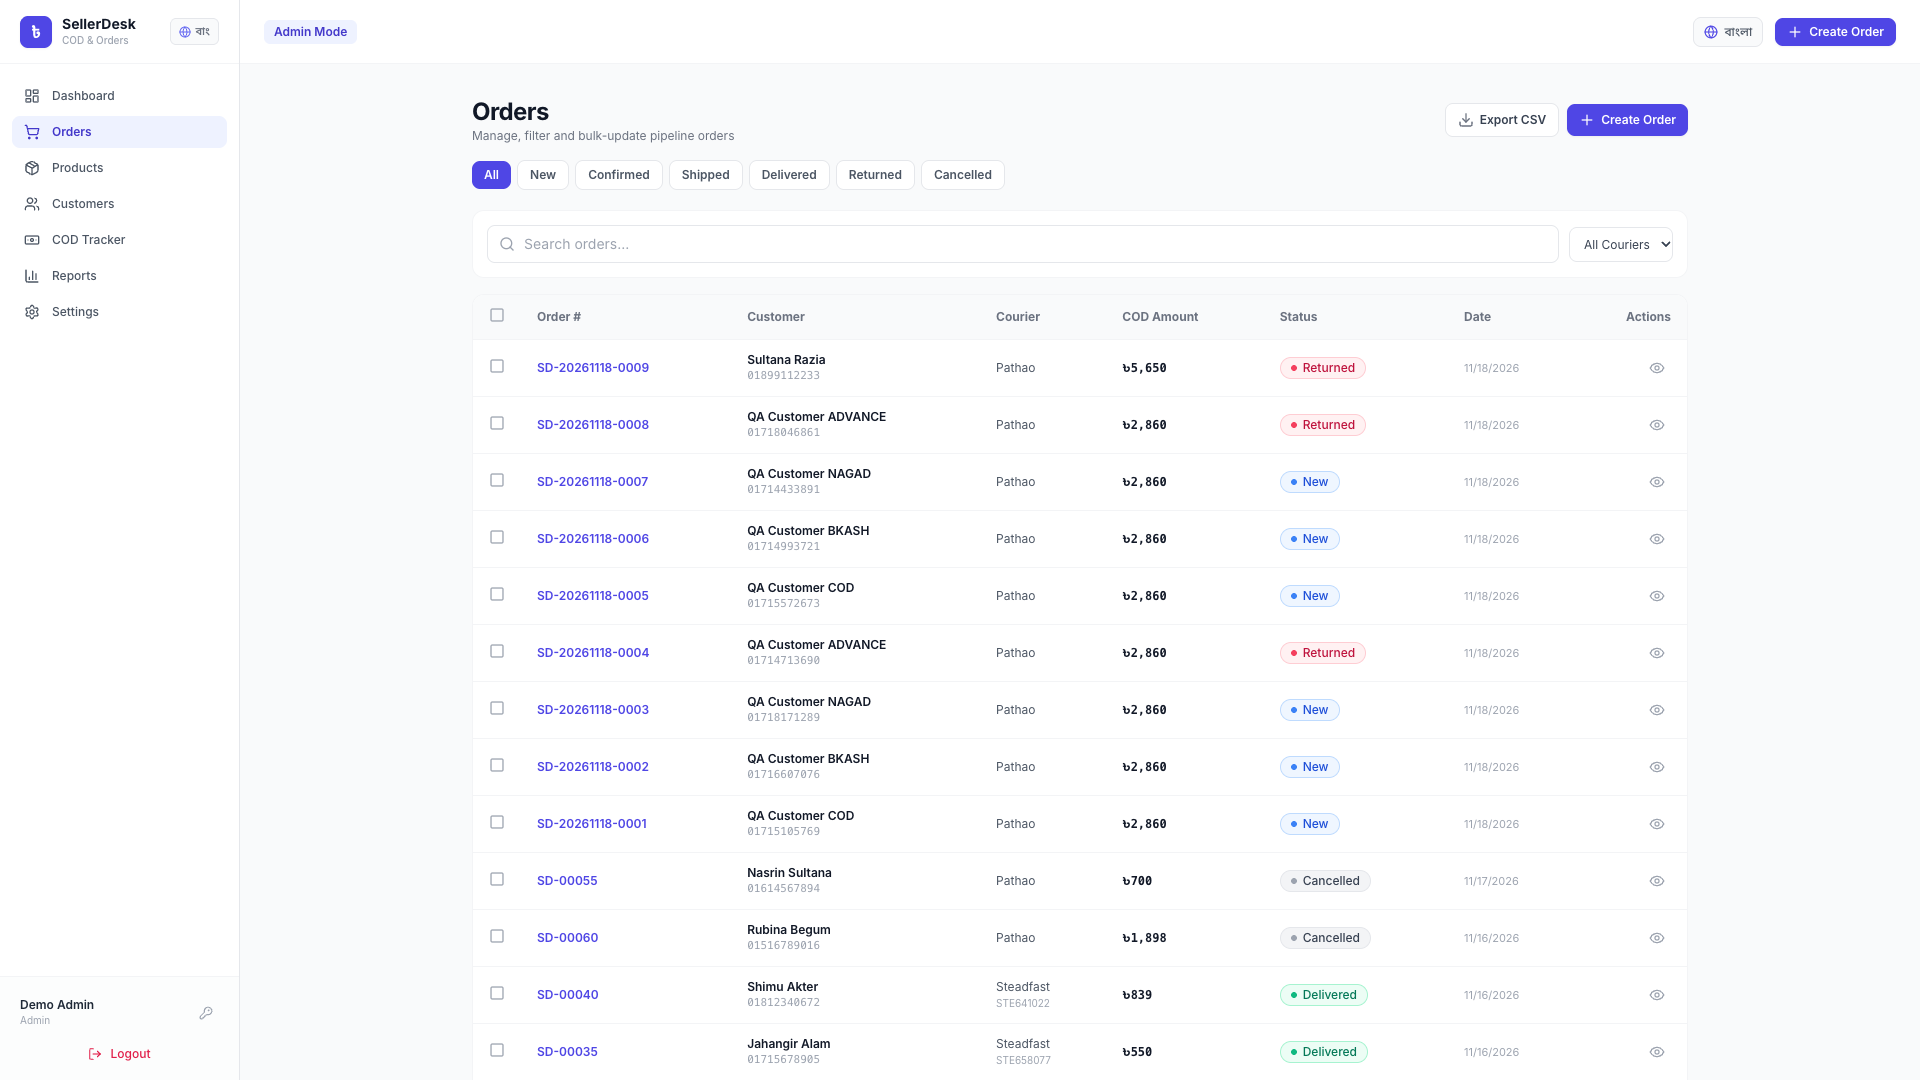 ৳
SellerDesk
COD & Orders
বাং
Admin Mode
বাংলা
Create Order
Dashboard
Orders
Products
Customers
COD Tracker
Reports
Settings
Demo Admin
Admin
Logout
Orders
Manage, filter and bulk-update pipeline orders
Export CSV
Create Order
All
New
Confirmed
Shipped
Delivered
Returned
Cancelled
Search orders...
All Couriers
Order # Customer Courier COD Amount Status Date Actions
SD-20261118-0009 Sultana Razia Pathao ৳5,650 Returned 11/18/2026
01899112233
SD-20261118-0008 QA Customer ADVANCE Pathao ৳2,860 Returned 11/18/2026
01718046861
SD-20261118-0007 QA Customer NAGAD Pathao ৳2,860 New 11/18/2026
01714433891
SD-20261118-0006 QA Customer BKASH Pathao ৳2,860 New 11/18/2026
01714993721
SD-20261118-0005 QA Customer COD Pathao ৳2,860 New 11/18/2026
01715572673
SD-20261118-0004 QA Customer ADVANCE Pathao ৳2,860 Returned 11/18/2026
01714713690
SD-20261118-0003 QA Customer NAGAD Pathao ৳2,860 New 11/18/2026
01718171289
SD-20261118-0002 QA Customer BKASH Pathao ৳2,860 New 11/18/2026
01716607076
SD-20261118-0001 QA Customer COD Pathao ৳2,860 New 11/18/2026
01715105769
SD-00055 Nasrin Sultana Pathao ৳700 Cancelled 11/17/2026
01614567894
SD-00060 Rubina Begum Pathao ৳1,898 Cancelled 11/16/2026
01516789016
SD-00040 Shimu Akter Steadfast ৳839 Delivered 11/16/2026
01812340672 STE641022
SD-00035 Jahangir Alam Steadfast ৳550 Delivered 11/16/2026
01715678905 STE658077